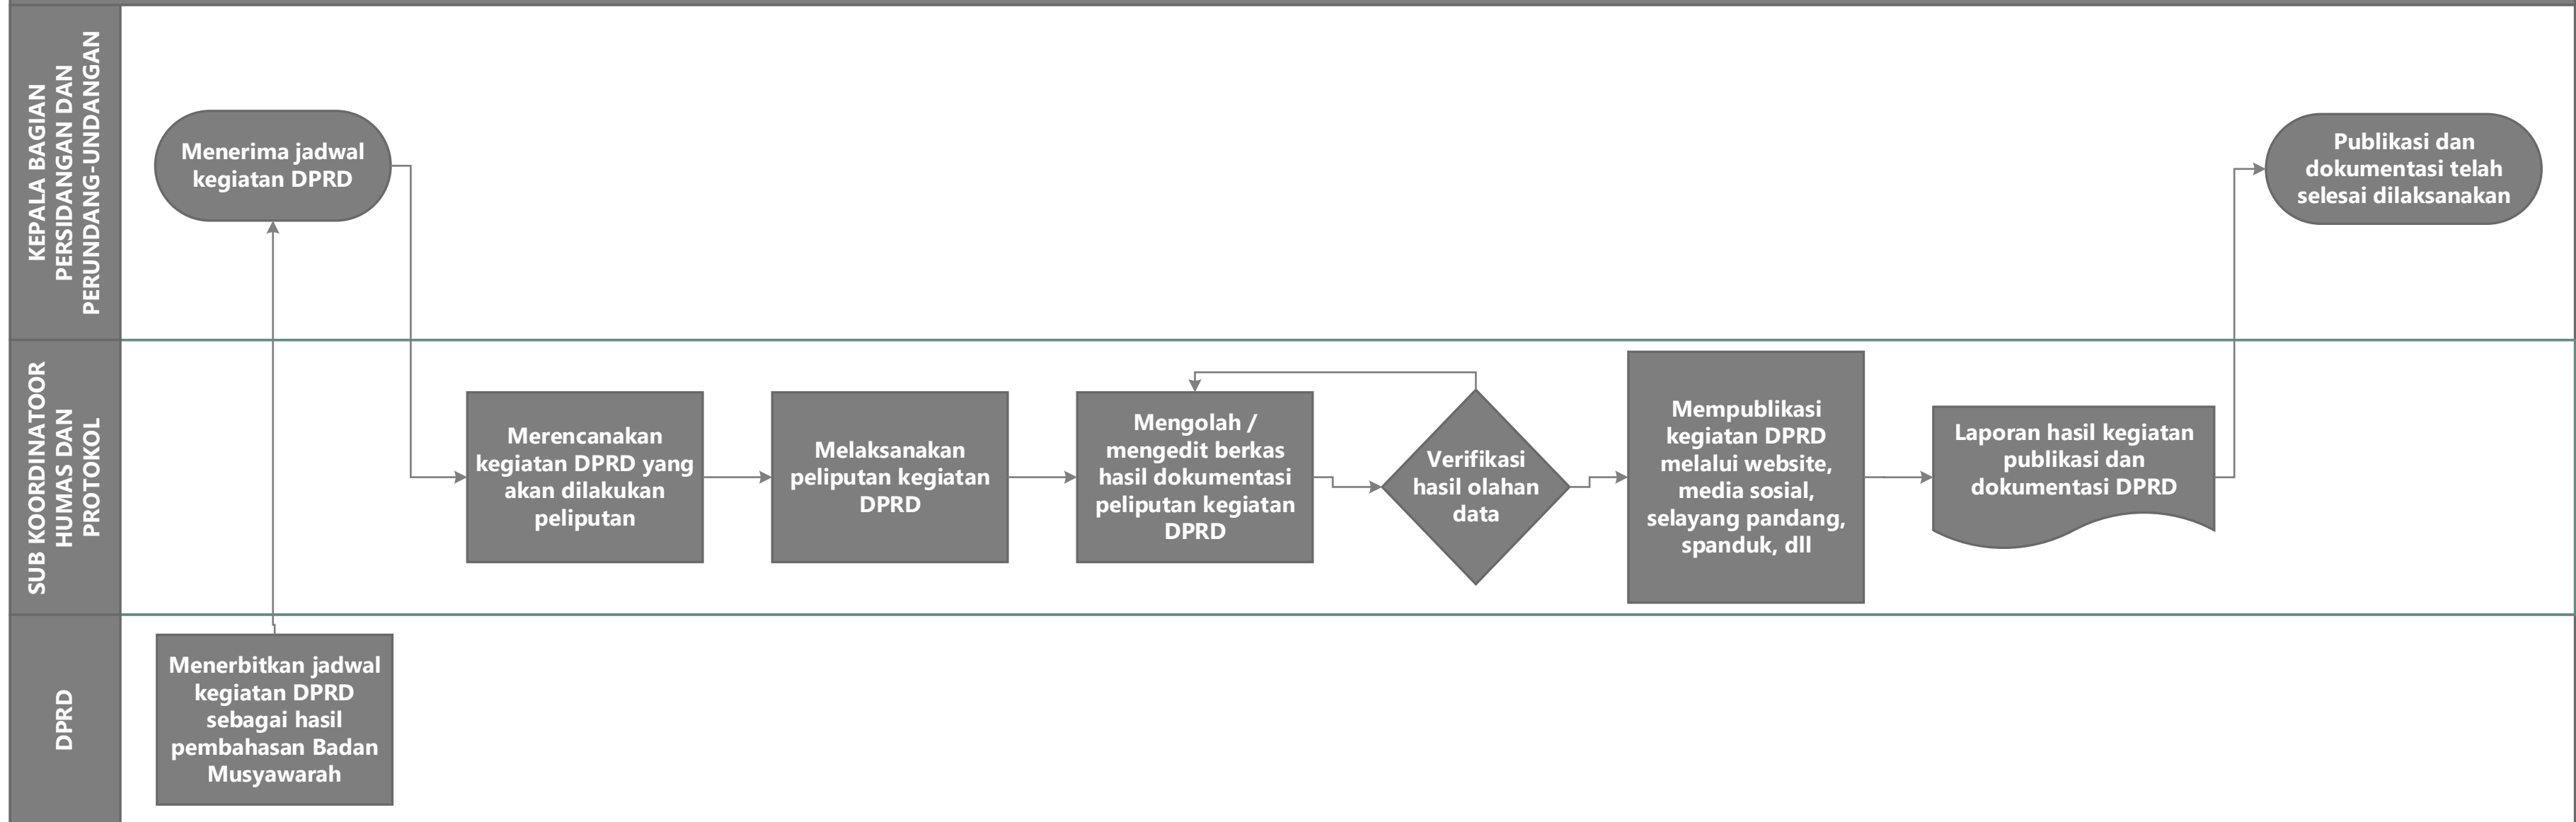 KEPALA BAGIAN
PERSIDANGAN DAN
PERUNDANG-UNDANGAN
Menerima jadwal
kegiatan DPRD
Publikasi dan
dokumentasi telah
selesai dilaksanakan
SUB KOORDINATOOR
HUMAS DAN
PROTOKOL
Merencanakan
kegiatan DPRD yang
akan dilakukan
peliputan
Melaksanakan
peliputan kegiatan
DPRD
Mengolah /
mengedit berkas
hasil dokumentasi
peliputan kegiatan
DPRD
Verifikasi
hasil olahan
data
Mempublikasi
kegiatan DPRD
melalui website,
media sosial,
selayang pandang,
spanduk, dll
Laporan hasil kegiatan
publikasi dan
dokumentasi DPRD
DPRD
Menerbitkan jadwal
kegiatan DPRD
sebagai hasil
pembahasan Badan
Musyawarah